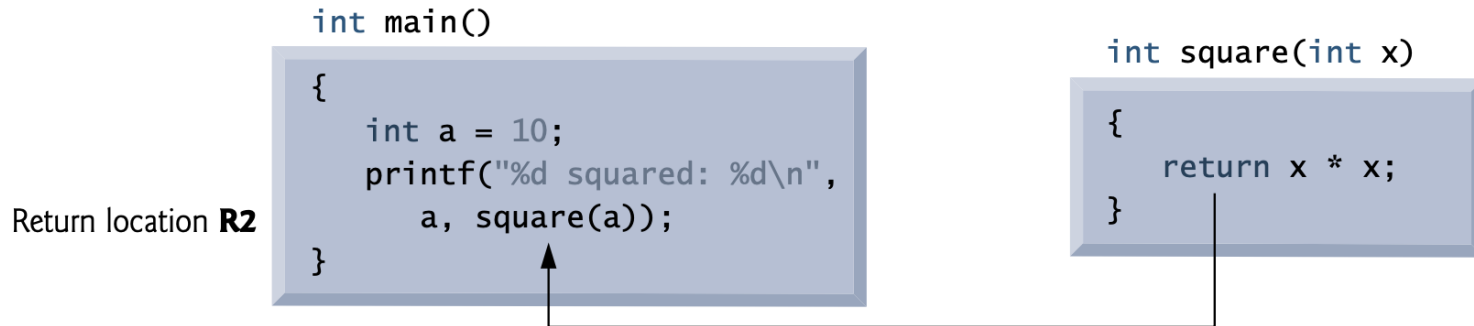 int main()
{
int a = 10;
printf("%d squared: %d\n",
a, square(a));
}
Return location R2
int square(int x)
{
return x * x;
}